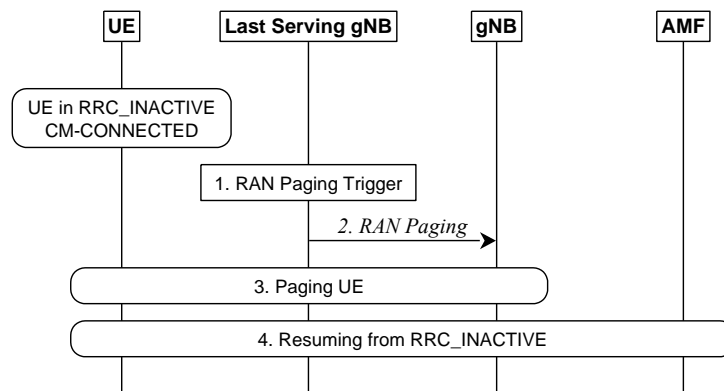 UE
Last Serving gNB
gNB
AMF
UE in RRC_INACTIVE
CM-CONNECTED
1. RAN Paging Trigger
2. RAN Paging
3. Paging UE
4. Resuming from RRC_INACTIVE